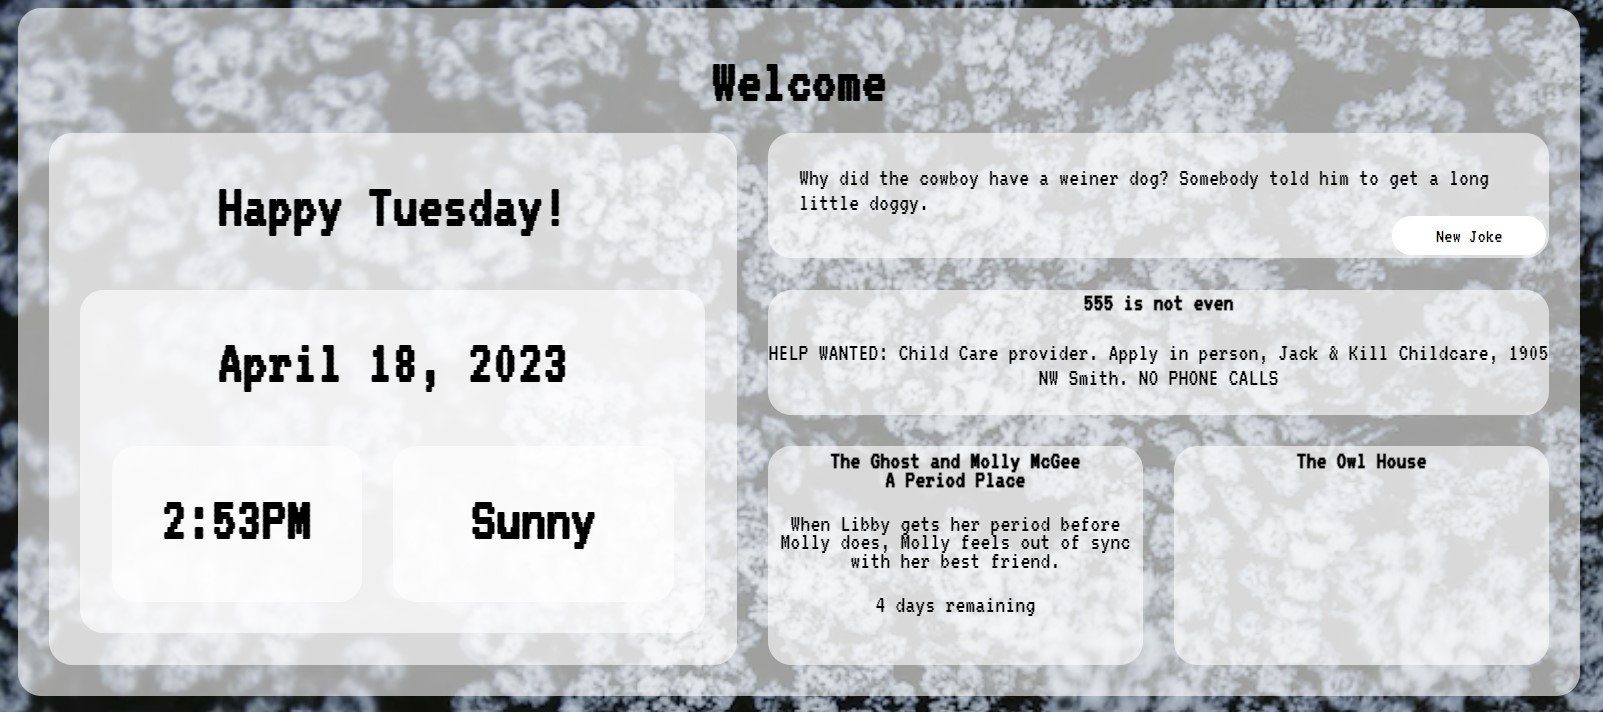 Welcome
Happy Tuesday!
April 18, 2023
2:53PM
Sunny
Why did the cowboy have a weiner dog? Somebody told him to get a long
little doggy.
New Joke
555 is not even
HELP WANTED: Child Care provider. Apply in person, Jack & Kill Childcare, 1905
NW Smith. NO PHONE CALLS
The Ghost and Molly McGee
A Period Place
When Libby gets her period before
Molly does, Molly feels out of sync
with her best friend.
4 days remaining
The Owl House